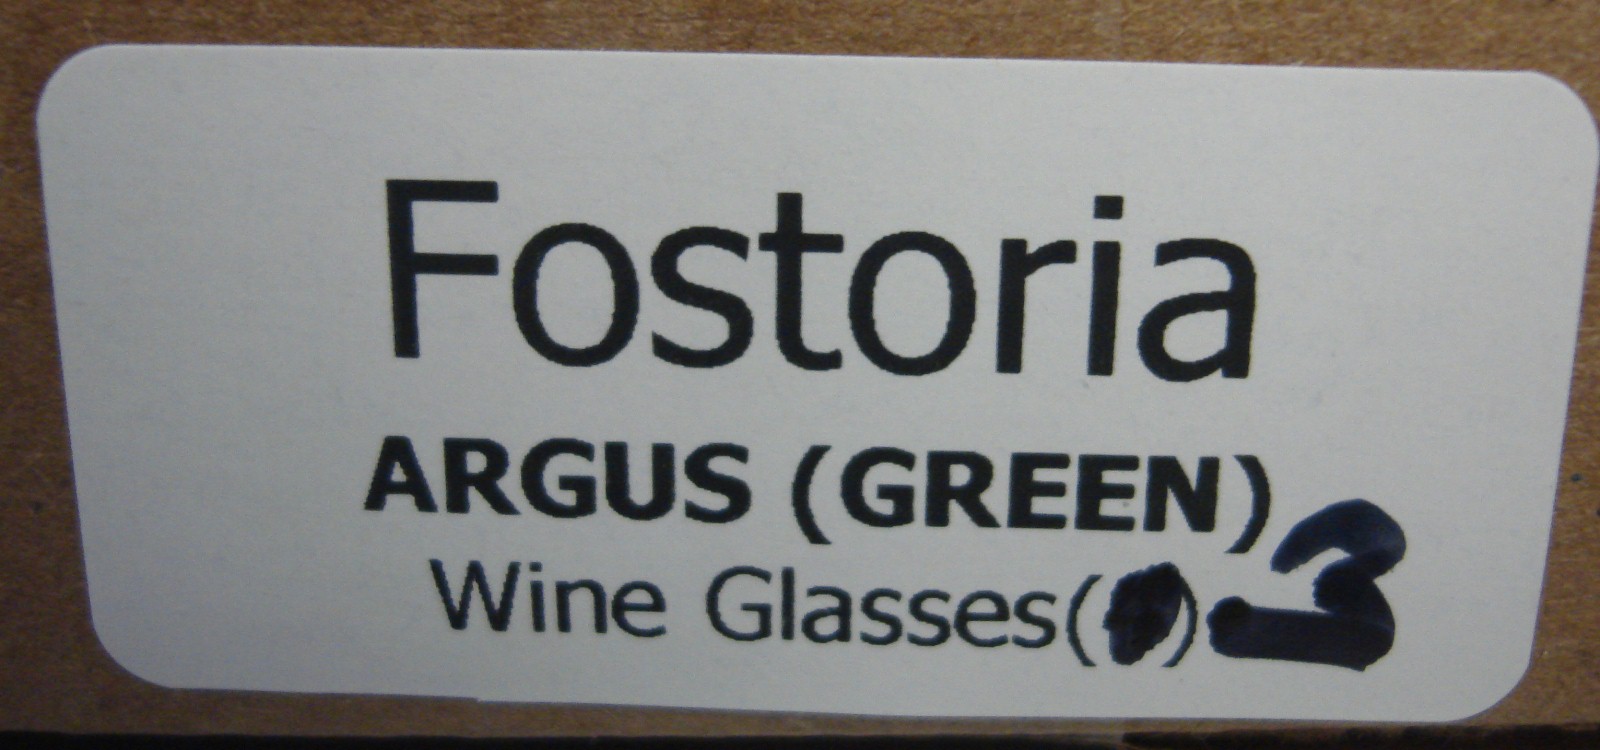 Fostoria
ARGUS (GREEN)
Wine Glasses( ) 3